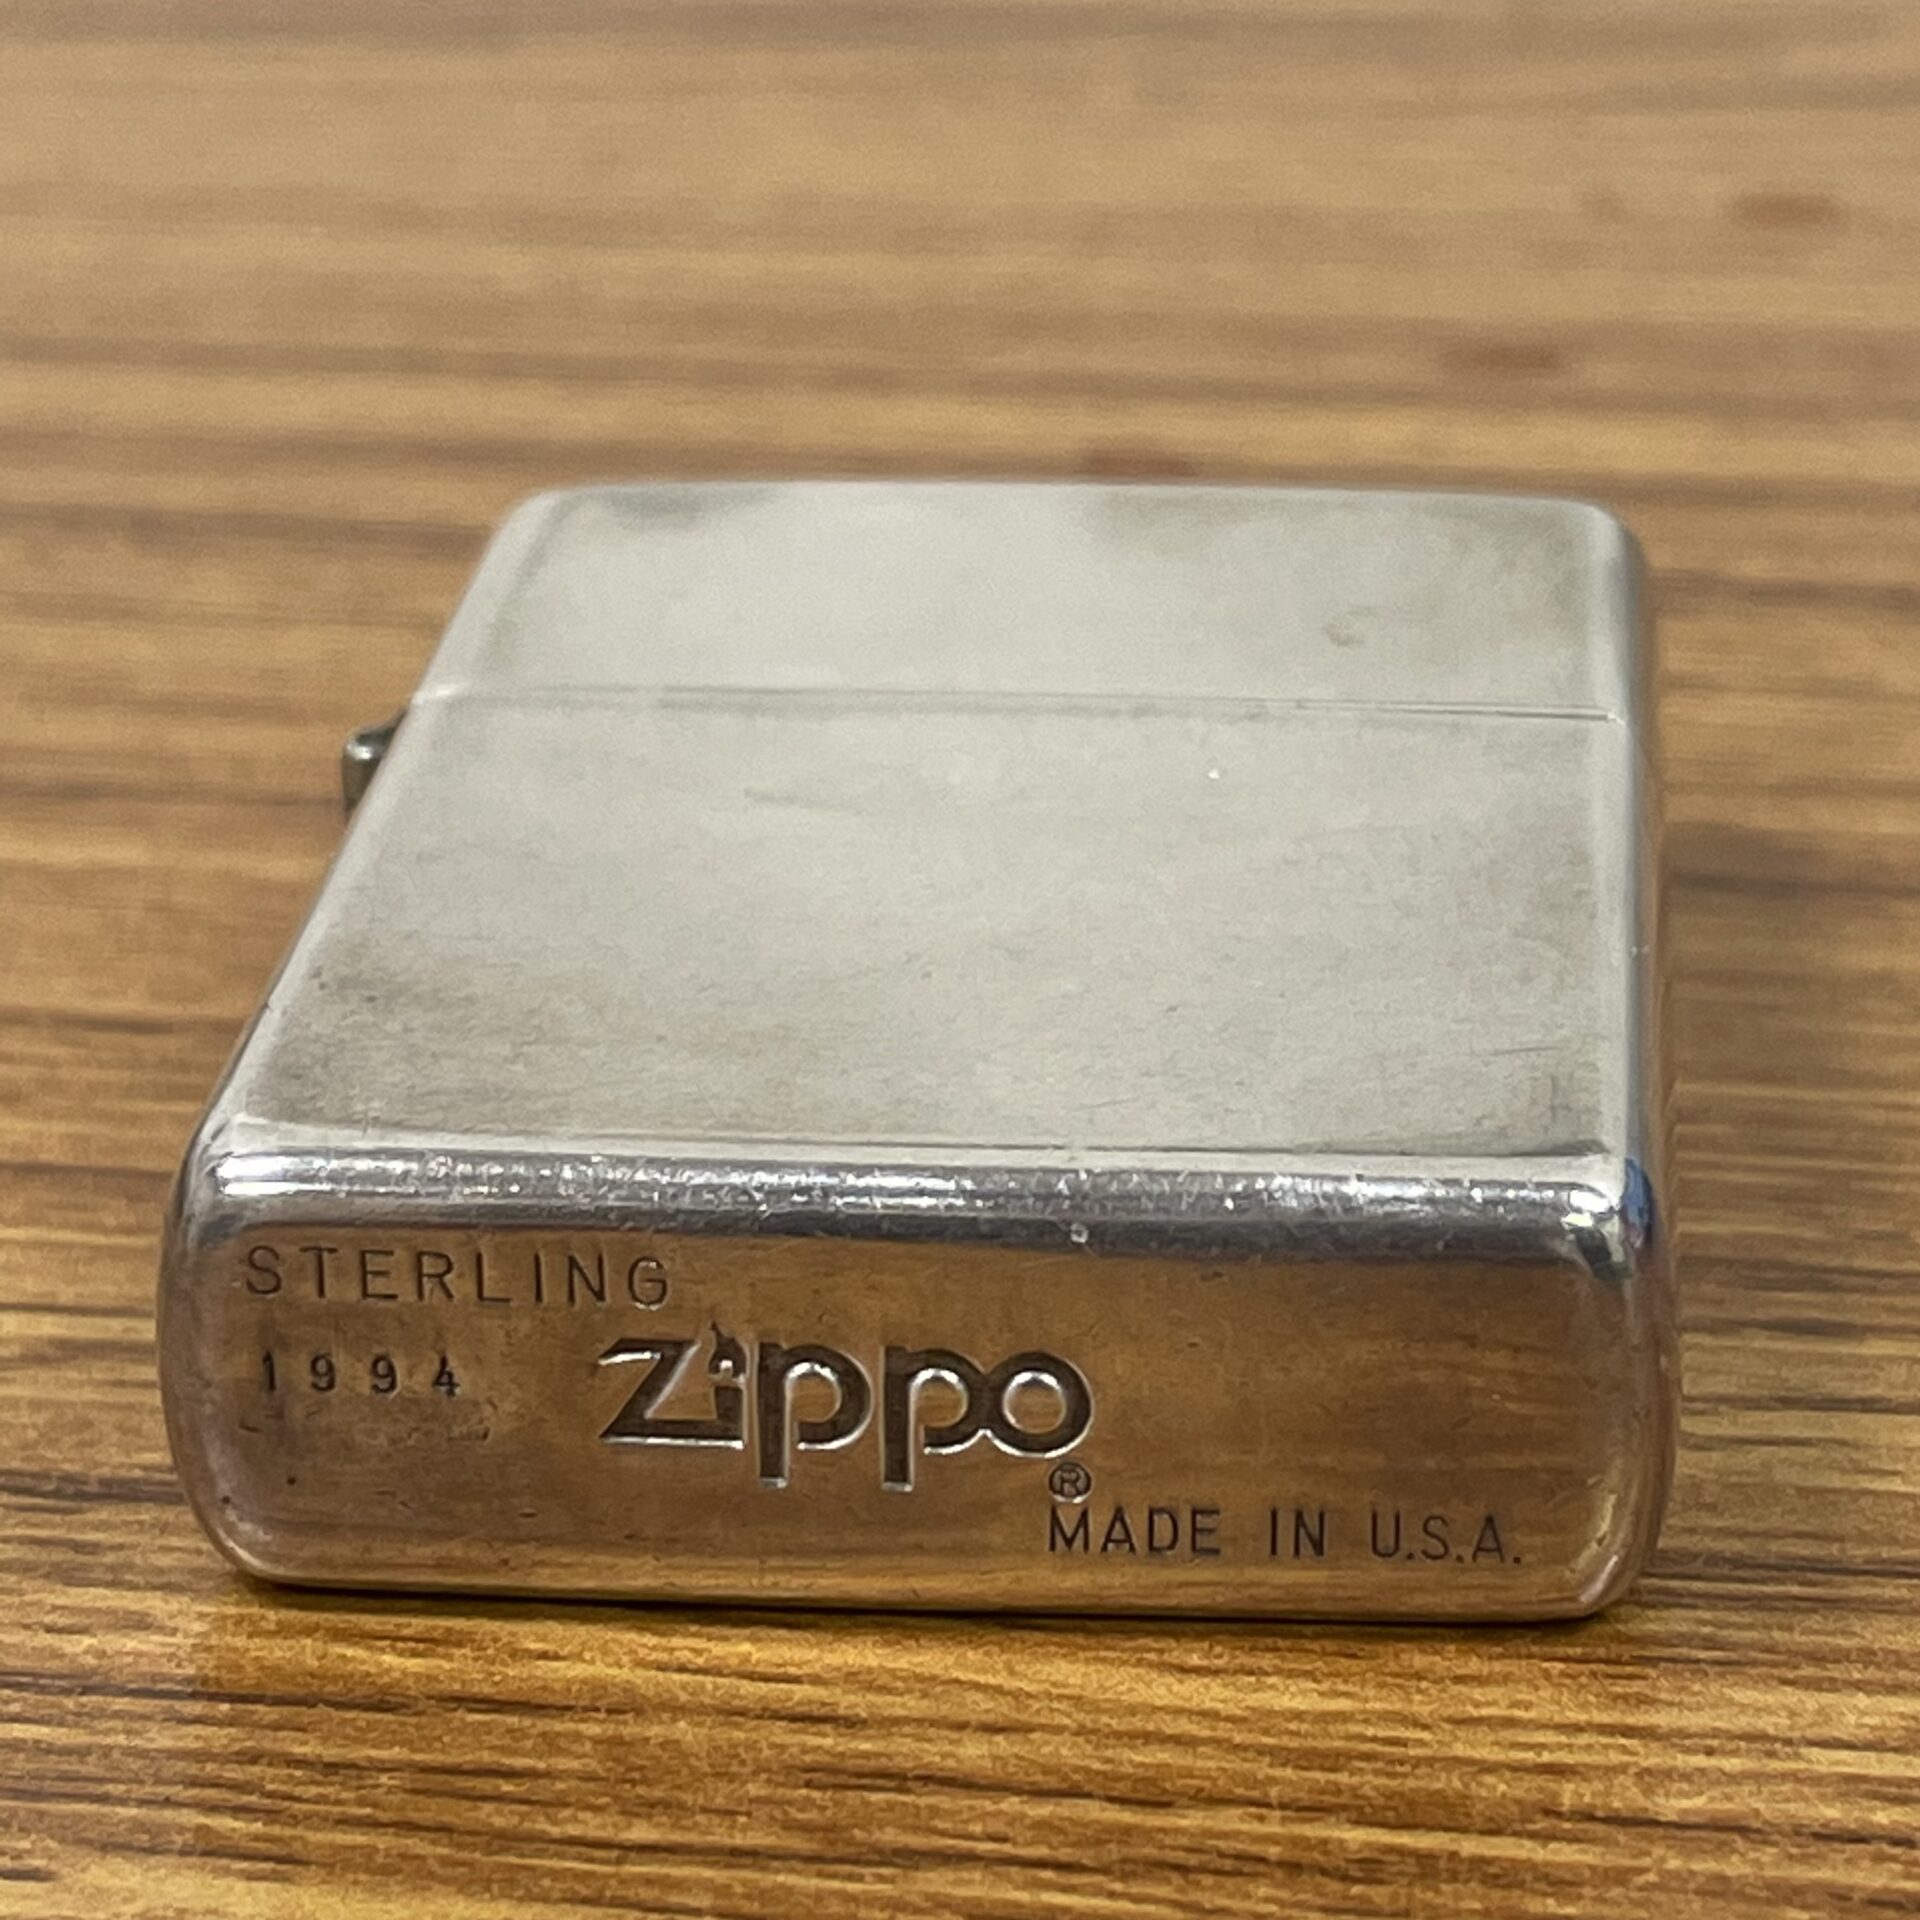 STERLING
1994
Zippo
®
MADE IN U.S.A.